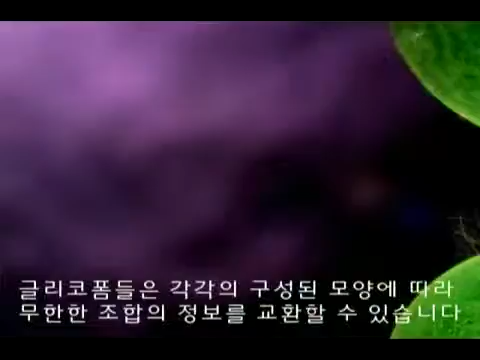 글리코폼들은 각각의 구성된 모양에 따라
무한한 조합의 정보를 교환할 수 있습니다